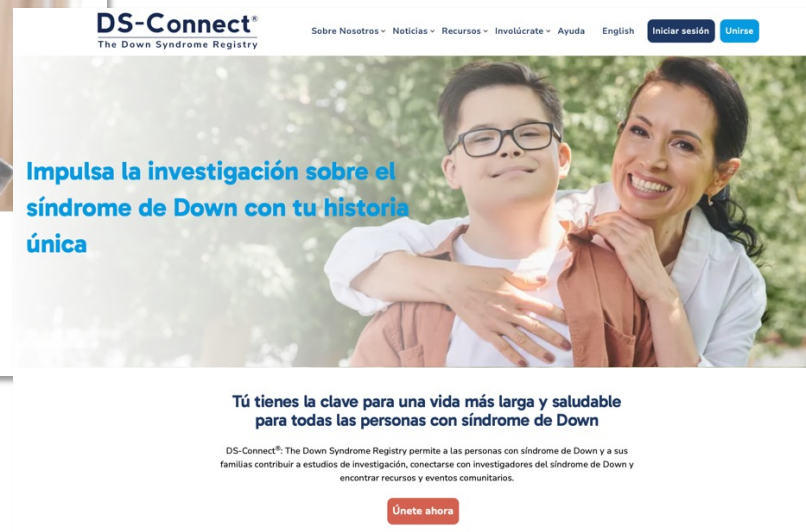 DS-Connect®
The Down Syndrome Registry
Sobre Nosotros Noticias Recursos Involúcrate Ayuda English Iniciar sesión Unirse
Impulsa la investigación sobre el
síndrome de Down con tu historia
única
Tú tienes la clave para una vida más larga y saludable
para todas las personas con síndrome de Down
DS-Connect®: The Down Syndrome Registry permite a las personas con síndrome de Down y a sus
familias contribuir a estudios de investigación, conectarse con investigadores del síndrome de Down y
encontrar recursos y eventos comunitarios.
Únete ahora